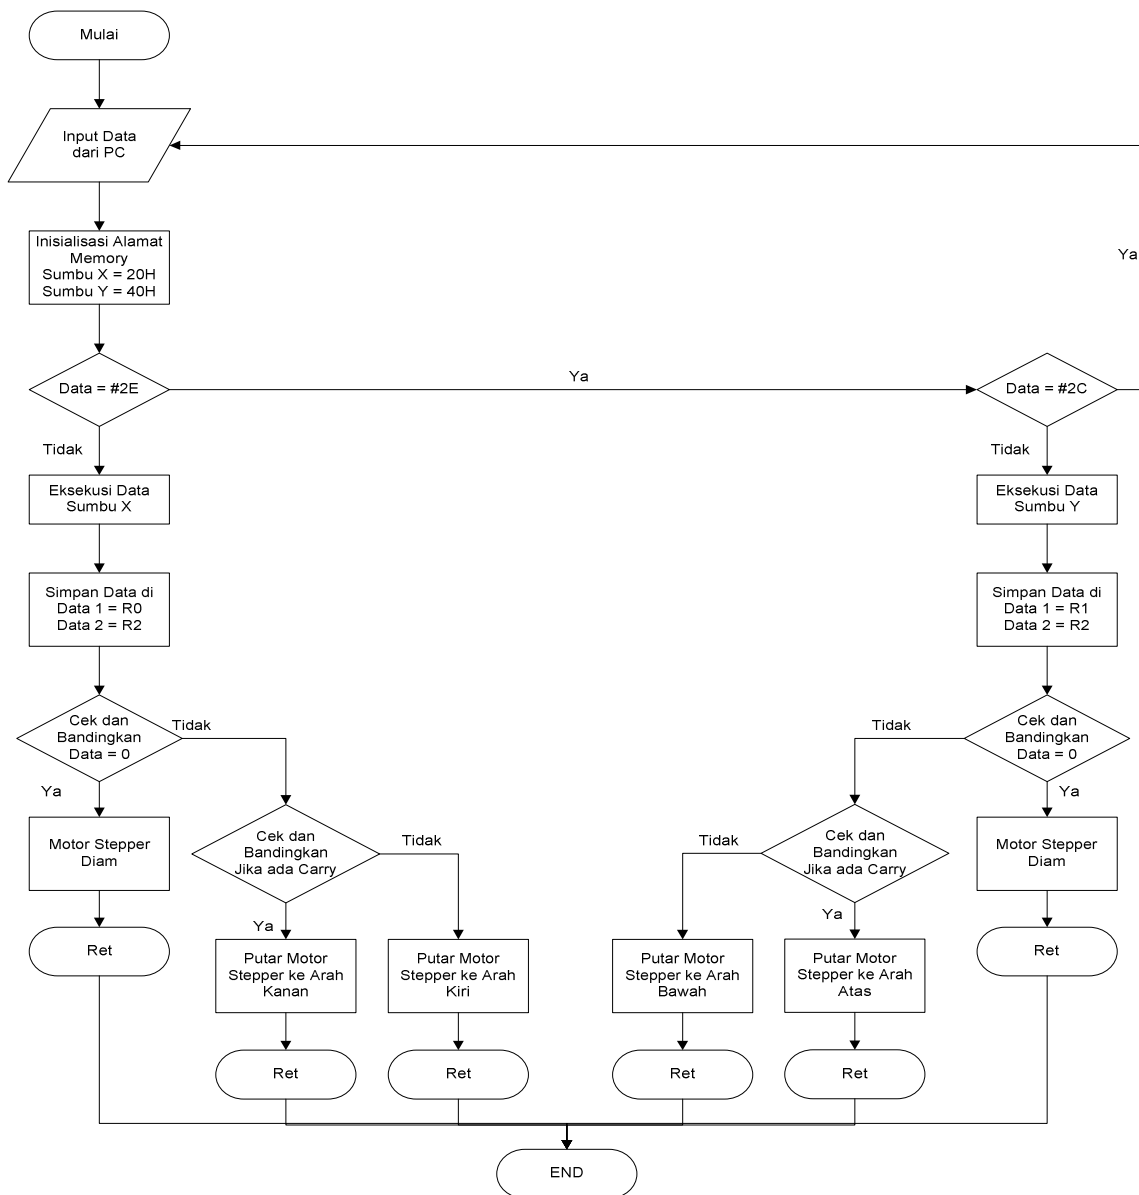 Mulai
Input Data
dari PC
Inisialisasi Alamat
Memory
Sumbu X = 20H
Sumbu Y = 40H
Ya
Data = #2E
Ya
Data = #2C
Tidak
Tidak
Eksekusi Data
Sumbu X
Eksekusi Data
Sumbu Y
Simpan Data di
Data 1 = R0
Data 2 = R2
Simpan Data di
Data 1 = R1
Data 2 = R2
Cek dan
Bandingkan
Data = 0
Tidak
Tidak
Cek dan
Bandingkan
Data = 0
Ya
Ya
Motor Stepper
Diam
Cek dan
Bandingkan
Jika ada Carry
Tidak
Tidak
Cek dan
Bandingkan
Jika ada Carry
Motor Stepper
Diam
Ya
Ya
Ret
Putar Motor
Stepper ke Arah
Kanan
Putar Motor
Stepper ke Arah
Kiri
Putar Motor
Stepper ke Arah
Bawah
Putar Motor
Stepper ke Arah
Atas
Ret
Ret
Ret
Ret
Ret
END